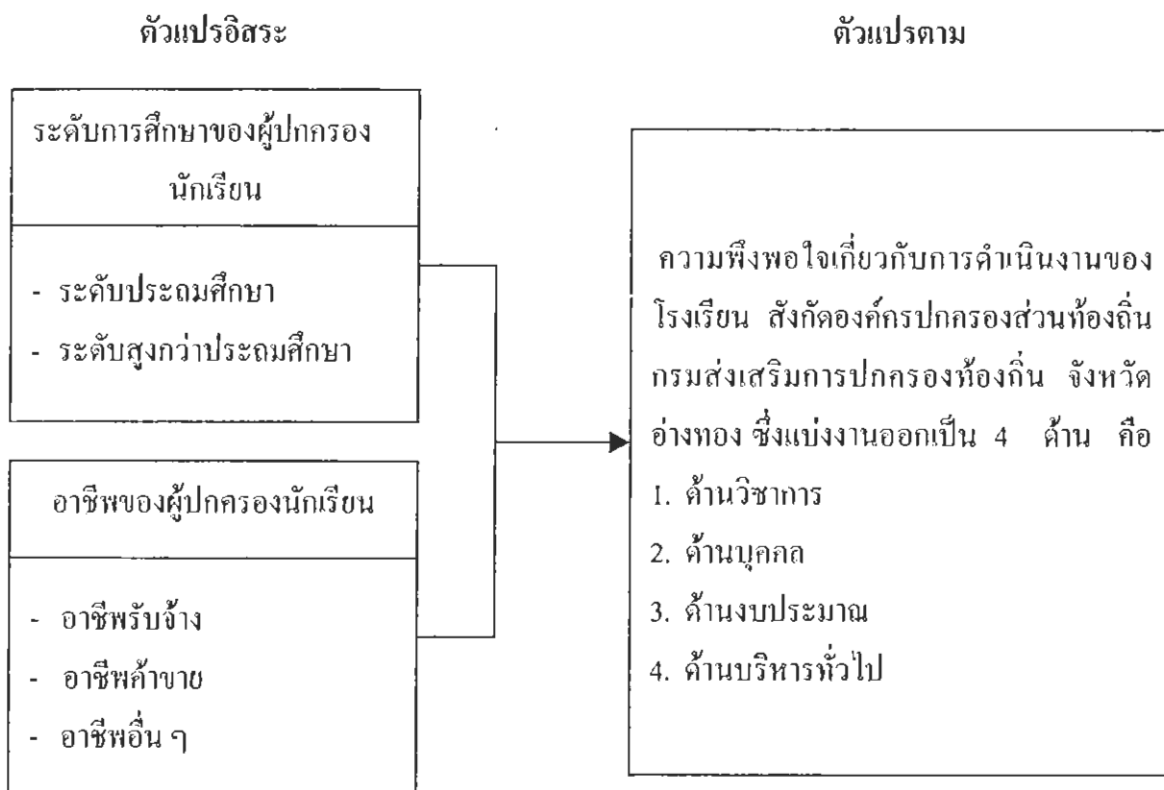 ตัวแปรอิสระ
ตัวแปรตาม
ระดับการศึกษาของผู้ปกครอง
นักเรียน
- ระดับประถมศึกษา
- ระดับสูงกว่าประถมศึกษา
อาชีพของผู้ปกครองนักเรียน
- อาชีพรับจ้าง
- อาชีพค้าขาย
- อาชีพอื่น ๆ
ความพึงพอใจเกี่ยวกับการดำเนินงานของ
โรงเรียน สังกัดองค์กรปกครองส่วนท้องถิ่น
กรมส่งเสริมการปกครองท้องถิ่น จังหวัด
อ่างทอง ซึ่งแบ่งงานออกเป็น 4 ด้าน คือ
1. ด้านวิชาการ
2. ด้านบุคคล
3. ด้านงบประมาณ
4. ด้านบริหารทั่วไป